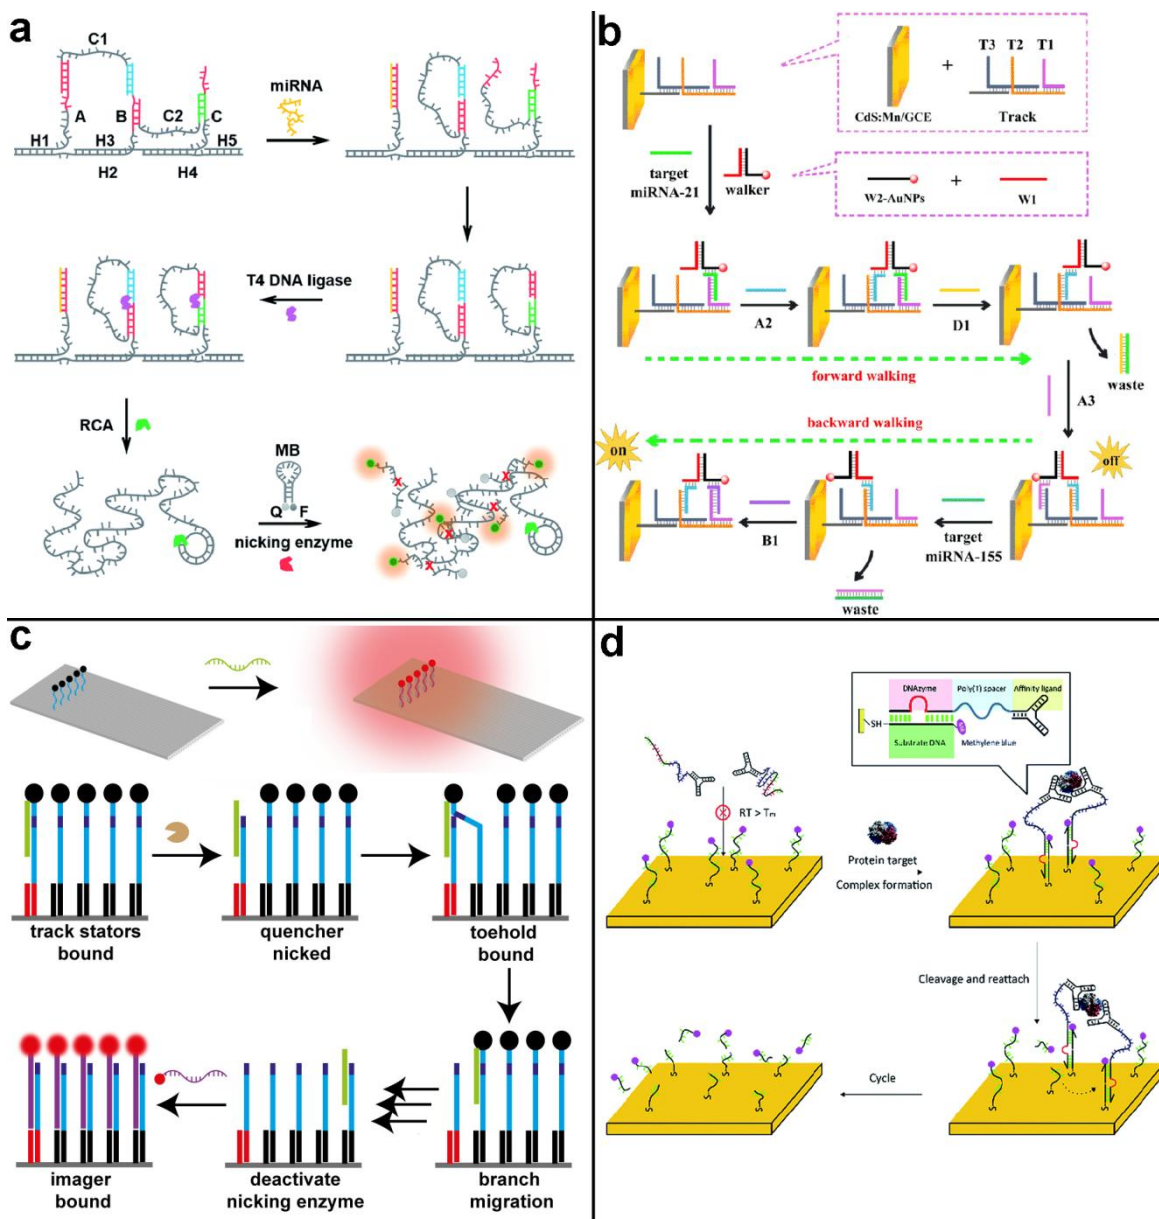 a
C1
miRNA
A
B
C2
C
H1
H3
H5
H2
H4
T4 DNA ligase
RCA
MB
Q
F
nicking enzyme
b
T3
T2
T1
+
CdS:Mn/GCE
Track
target
miRNA-21
walker
+
W2-AuNPs
W1
A2
D1
forward walking
waste
A3
backward walking
on
off
B1
target
miRNA-155
waste
c
track stators
bound
quencher
nicked
toehold
bound
imager
bound
deactivate
nicking enzyme
branch
migration
d
DNAzyme
Poly(T) spacer
Affinity ligand
SH
Substrate DNA
Methylene blue
RT > Tm
Protein target
Complex formation
S
S
S
S
S
S
S
S
S
S
Cleavage and reattach
Cycle